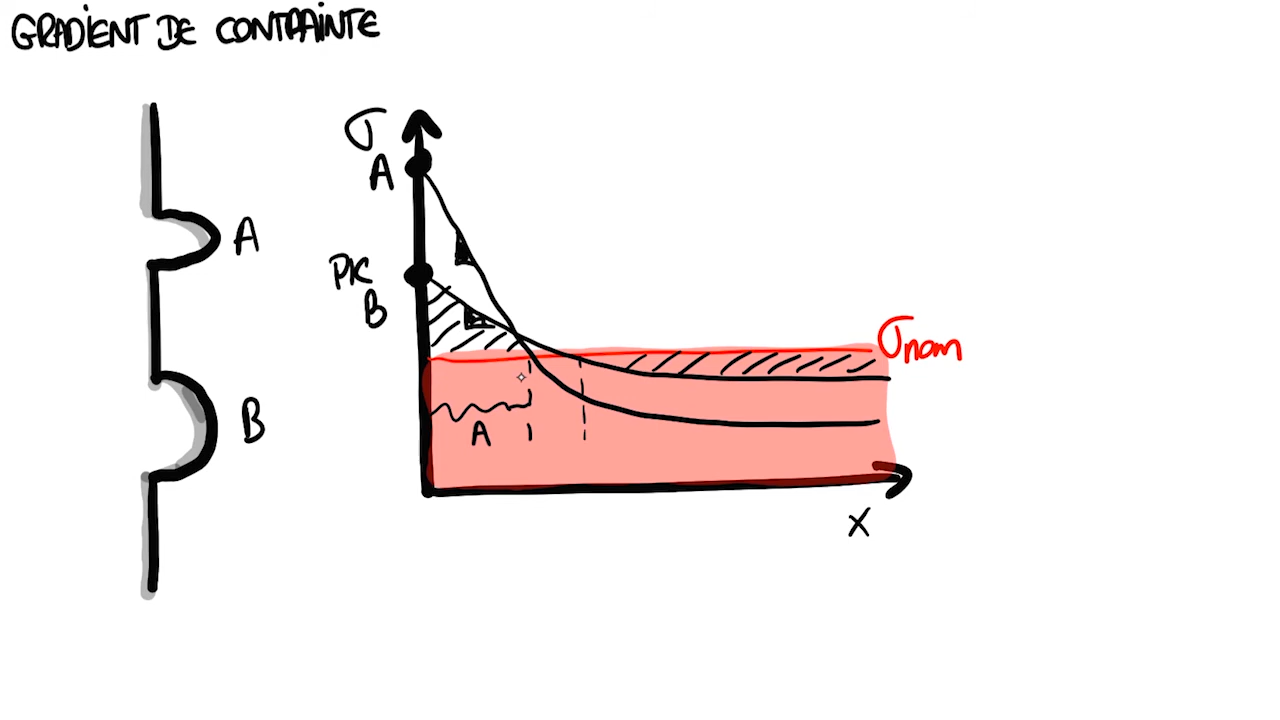 GRADIENT DE CONTRAINTE
σ
A
PIC
B
A
B
A
σnom
x